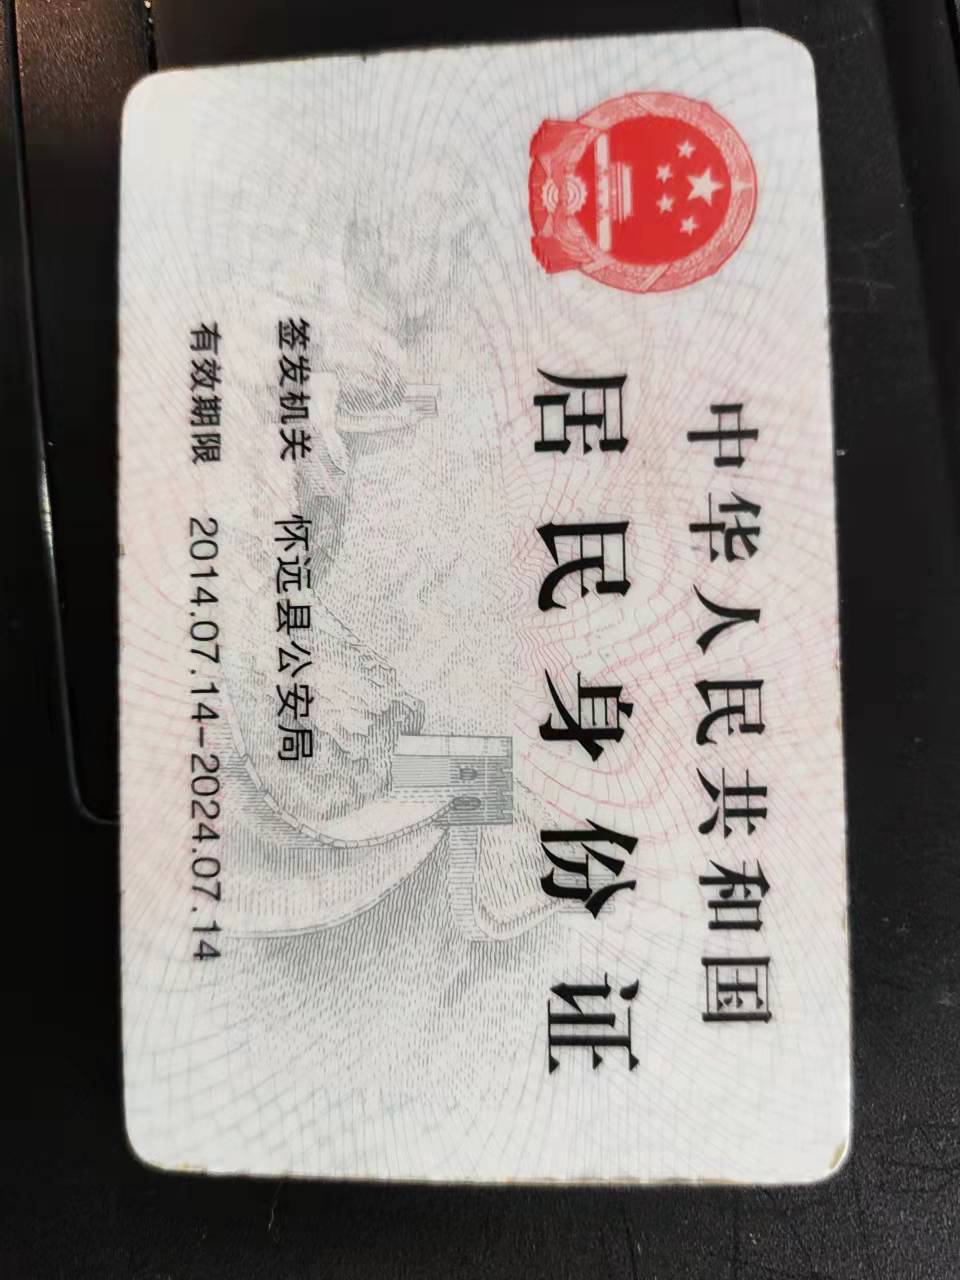 中华人民共和国
居民身份证
签发机关 怀远县公安局
有效期限 2014.07.14-2024.07.14